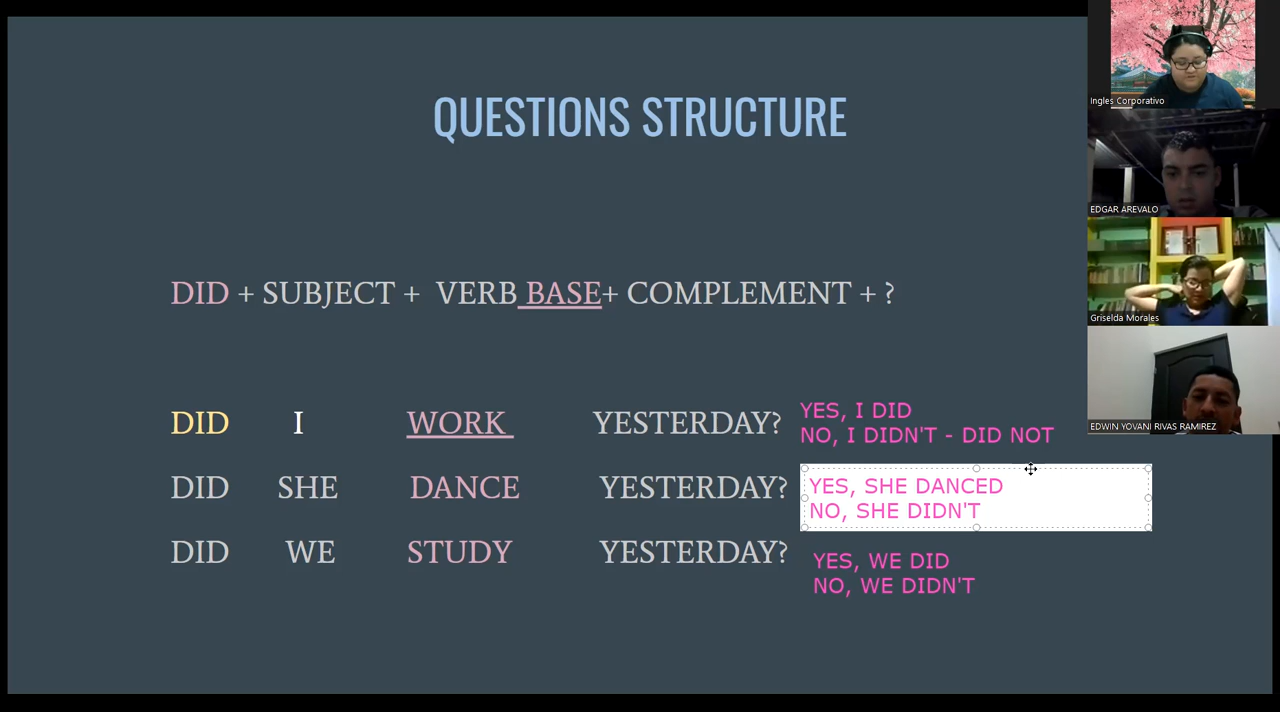 QUESTIONS STRUCTURE
DID + SUBJECT + VERB BASE+ COMPLEMENT + ?
DID I WORK YESTERDAY?
YES, I DID
NO, I DIDN'T - DID NOT
DID SHE DANCE YESTERDAY?
YES, SHE DANCED
NO, SHE DIDN'T
DID WE STUDY YESTERDAY?
YES, WE DID
NO, WE DIDN'T
Ingles Corporativo
EDGAR AREVALO
Griselda Morales
EDWIN YOVANI RIVAS RAMIREZ